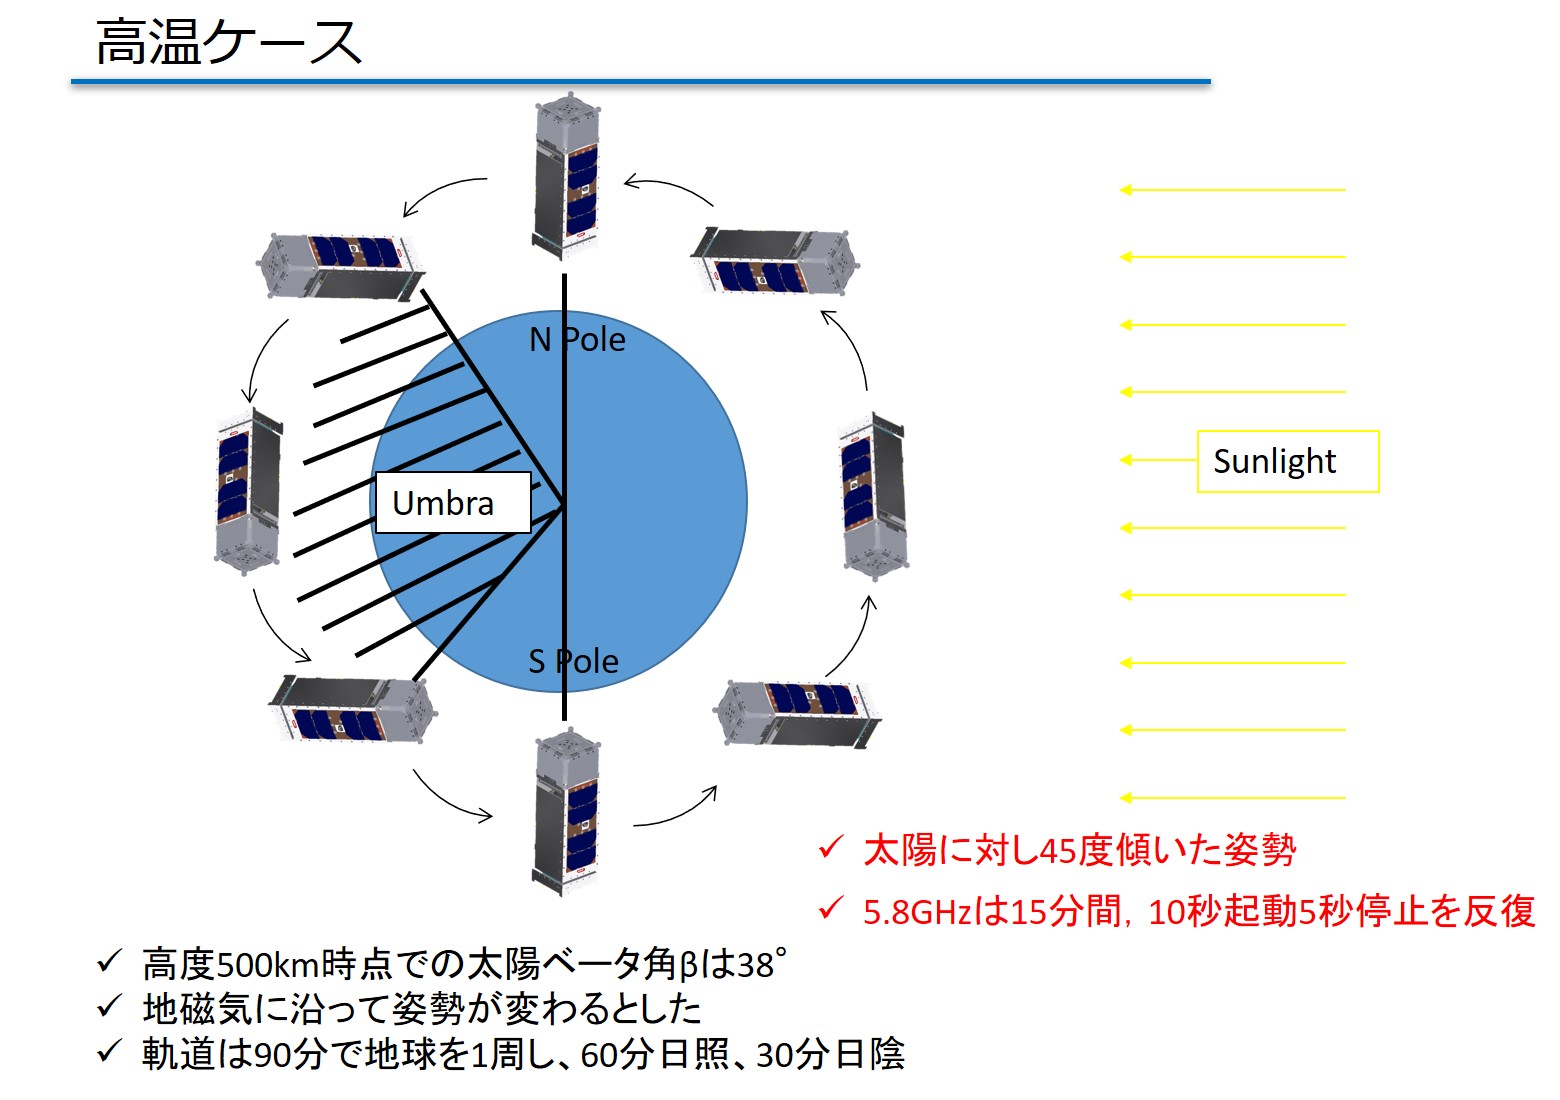 高温ケース
N Pole
Sunlight
Umbra
S Pole
✓ 太陽に対し45度傾いた姿勢
✓ 5.8GHzは15分間，10秒起動5秒停止を反復
✓ 高度500km時点での太陽ベータ角βは38°
✓ 地磁気に沿って姿勢が変わるとした
✓ 軌道は90分で地球を1周し、60分日照、30分日陰